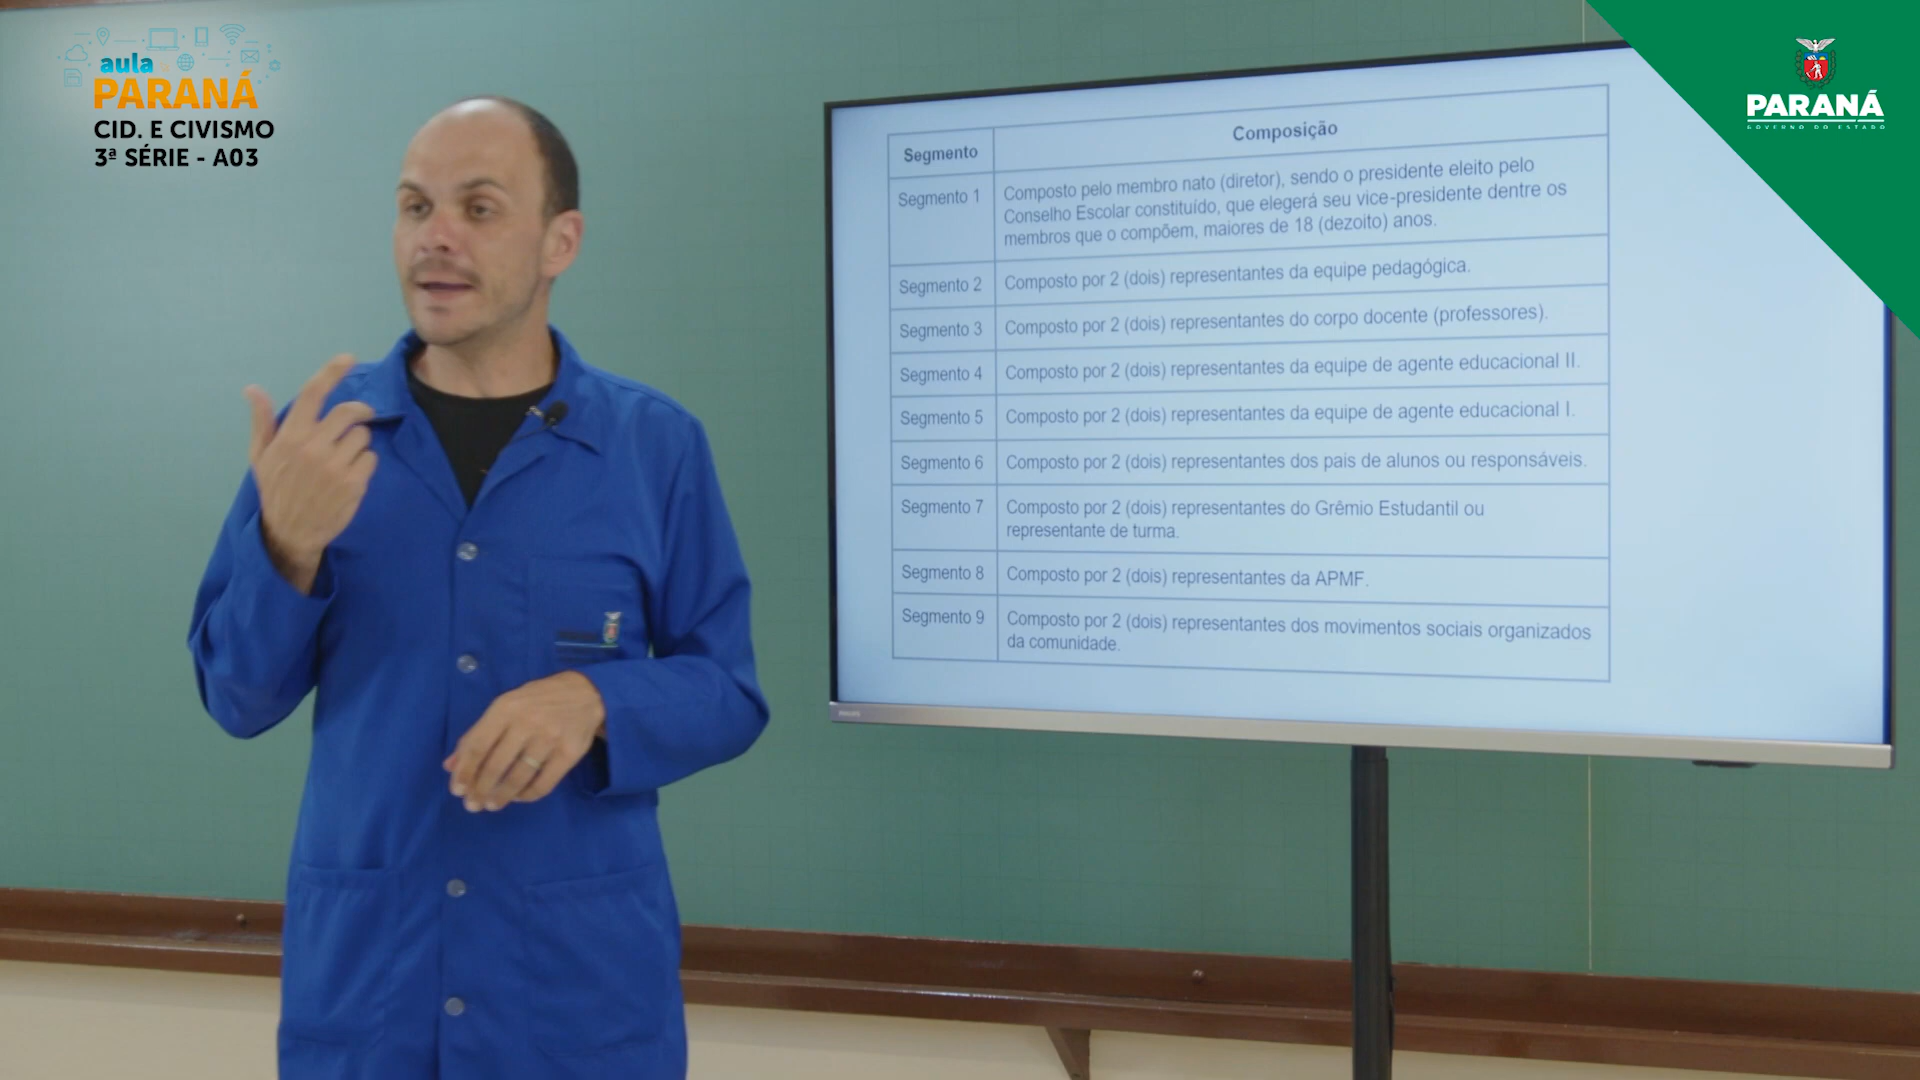 aula
PARANÁ
CID. E CIVISMO
3ª SÉRIE - A03
PARANÁ
GOVERNO DO ESTADO
Segmento
Composição
Segmento 1
Composto pelo membro nato (diretor), sendo o presidente eleito pelo
Conselho Escolar constituído, que elegerá seu vice-presidente dentre os
membros que o compõem, maiores de 18 (dezoito) anos.
Segmento 2
Composto por 2 (dois) representantes da equipe pedagógica.
Segmento 3
Composto por 2 (dois) representantes do corpo docente (professores).
Segmento 4
Composto por 2 (dois) representantes da equipe de agente educacional II.
Segmento 5
Composto por 2 (dois) representantes da equipe de agente educacional I.
Segmento 6
Composto por 2 (dois) representantes dos pais de alunos ou responsáveis.
Segmento 7
Composto por 2 (dois) representantes do Grêmio Estudantil ou
representante de turma.
Segmento 8
Composto por 2 (dois) representantes da APMF.
Segmento 9
Composto por 2 (dois) representantes dos movimentos sociais organizados
da comunidade.
PHILIPS